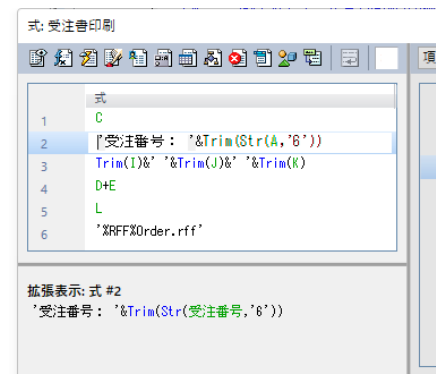 式: 受注書印刷
項
式
1 C
2 '受注番号： '&Trim(Str(A,'6'))
3 Trim(I)&' '&Trim(J)&' '&Trim(K)
4 D+E
5 L
6 '%RFF%Order.rff'
拡張表示: 式 #2
'受注番号： '&Trim(Str(受注番号,'6'))